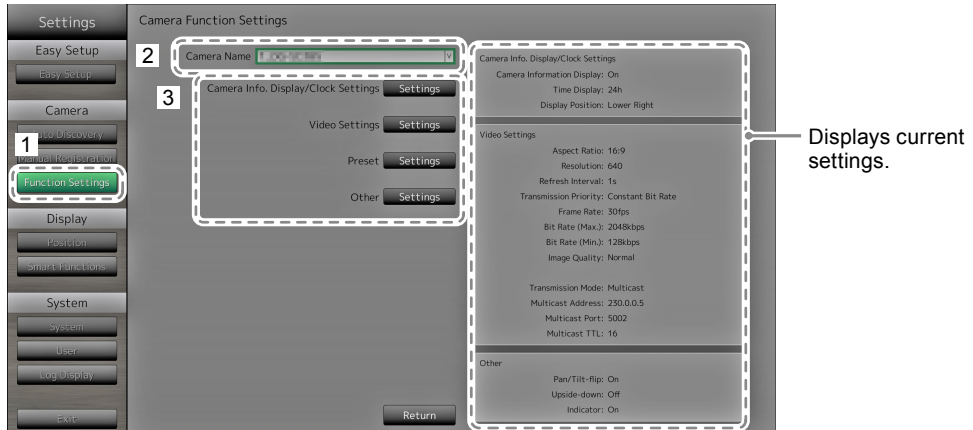 Settings
Easy Setup
Easy Setup
Camera
Auto Discovery
Manual Registration
Function Settings
Display
Position
Smart Functions
System
System
User
Log Display
Exit
1
Camera Function Settings
2
Camera Name
3
Camera Info. Display/Clock Settings Settings
Video Settings Settings
Preset Settings
Other Settings
Return
Camera Info. Display/Clock Settings
Camera Information Display: On
Time Display: 24h
Display Position: Lower Right
Video Settings
Aspect Ratio: 16:9
Resolution: 640
Refresh Interval: 1s
Transmission Priority: Constant Bit Rate
Frame Rate: 30fps
Bit Rate (Max.): 2048kbps
Bit Rate (Min.): 128kbps
Image Quality: Normal
Transmission Mode: Multicast
Multicast Address: 230.0.0.5
Multicast Port: 5002
Multicast TTL: 16
Other
Pan/Tilt-flip: On
Upside-down: Off
Indicator: On
Displays current
settings.